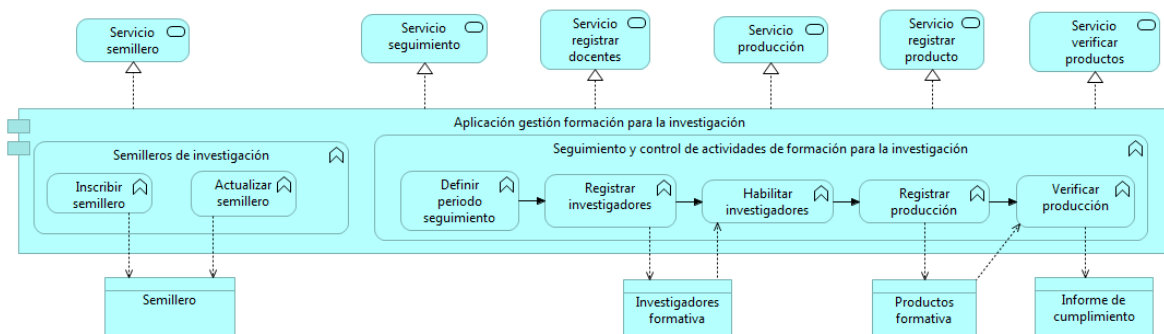 Servicio
semillero
Servicio
seguimiento
Servicio
registrar
docentes
Servicio
producción
Servicio
registrar
producto
Servicio
verificar
productos
Aplicación gestión formación para la investigación
Semilleros de investigación
Seguimiento y control de actividades de formación para la investigación
Inscribir
semillero
Actualizar
semillero
Definir
periodo
seguimiento
Registrar
investigadores
Habilitar
investigadores
Registrar
producción
Verificar
producción
Semillero
Investigadores
formativa
Productos
formativa
Informe de
cumplimiento